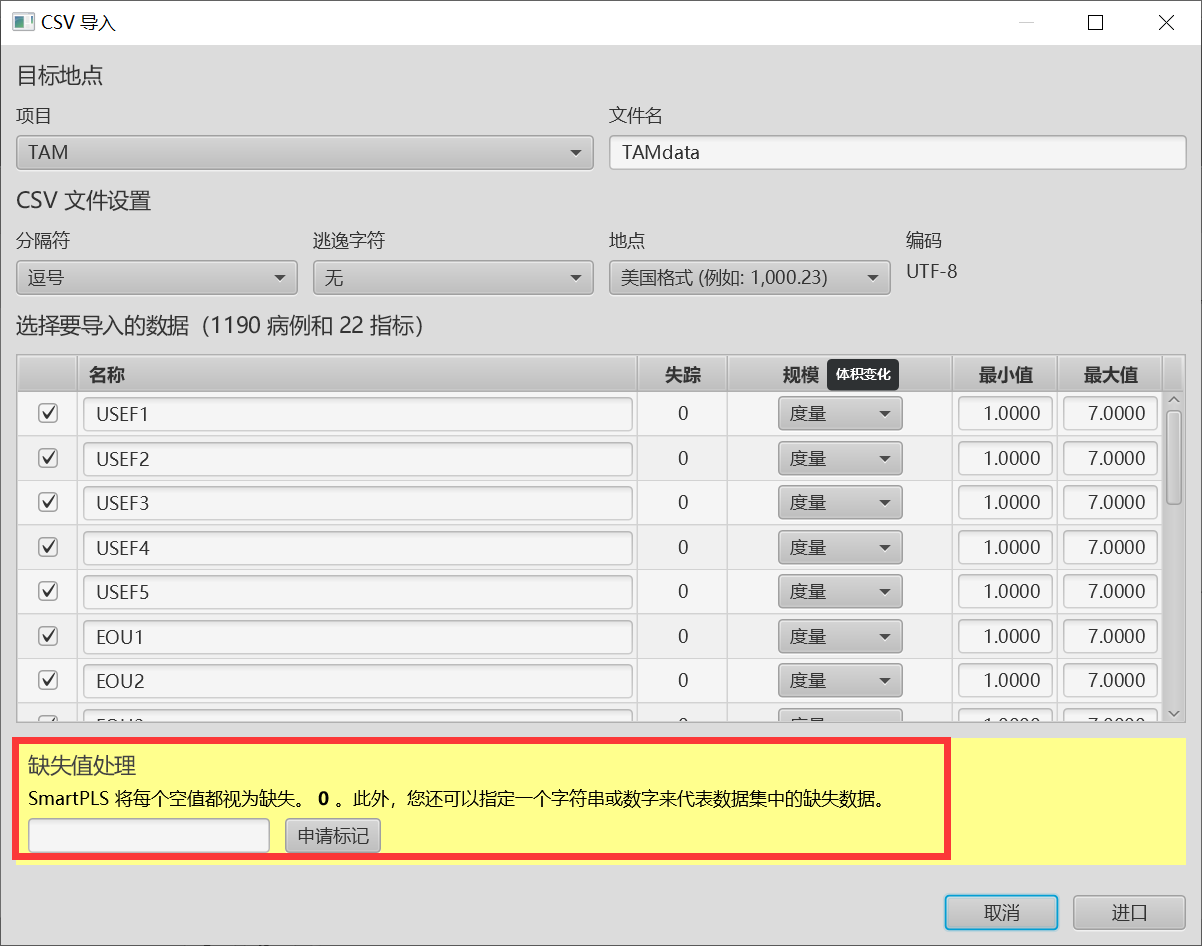 CSV 导入
目标地点
项目 文件名
TAM TAMdata
CSV 文件设置
分隔符 逃逸字符 地点 编码
逗号 无 美国格式 (例如: 1,000.23) UTF-8
选择要导入的数据（1190 病例和 22 指标）
名称 失踪 规模 体积变化 最小值 最大值
USEF1 0 度量 1.0000 7.0000
USEF2 0 度量 1.0000 7.0000
USEF3 0 度量 1.0000 7.0000
USEF4 0 度量 1.0000 7.0000
USEF5 0 度量 1.0000 7.0000
EOU1 0 度量 1.0000 7.0000
EOU2 0 度量 1.0000 7.0000
缺失值处理
SmartPLS 将每个空值都视为缺失。 0 。此外，您还可以指定一个字符串或数字来代表数据集中的缺失数据。
申请标记
取消 进口